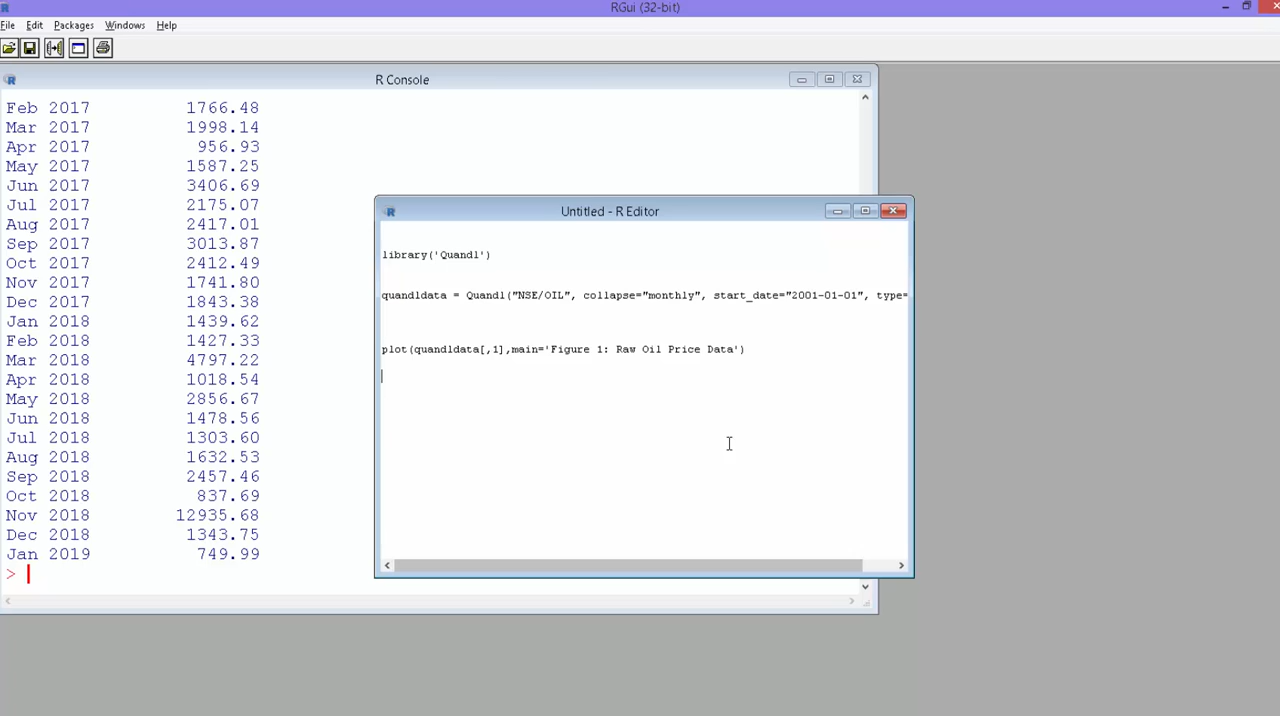 RGui (32-bit)
File Edit Packages Windows Help
R Console
Feb 2017 1766.48
Mar 2017 1998.14
Apr 2017 956.93
May 2017 1587.25
Jun 2017 3406.69
Jul 2017 2175.07
Aug 2017 2417.01
Sep 2017 3013.87
Oct 2017 2412.49
Nov 2017 1741.80
Dec 2017 1843.38
Jan 2018 1439.62
Feb 2018 1427.33
Mar 2018 4797.22
Apr 2018 1018.54
May 2018 2856.67
Jun 2018 1478.56
Jul 2018 1303.60
Aug 2018 1632.53
Sep 2018 2457.46
Oct 2018 837.69
Nov 2018 12935.68
Dec 2018 1343.75
Jan 2019 749.99
>
Untitled - R Editor
library('Quandl')
quandldata = Quandl("NSE/OIL", collapse="monthly", start_date="2001-01-01", type=
plot(quandldata[,1],main='Figure 1: Raw Oil Price Data')